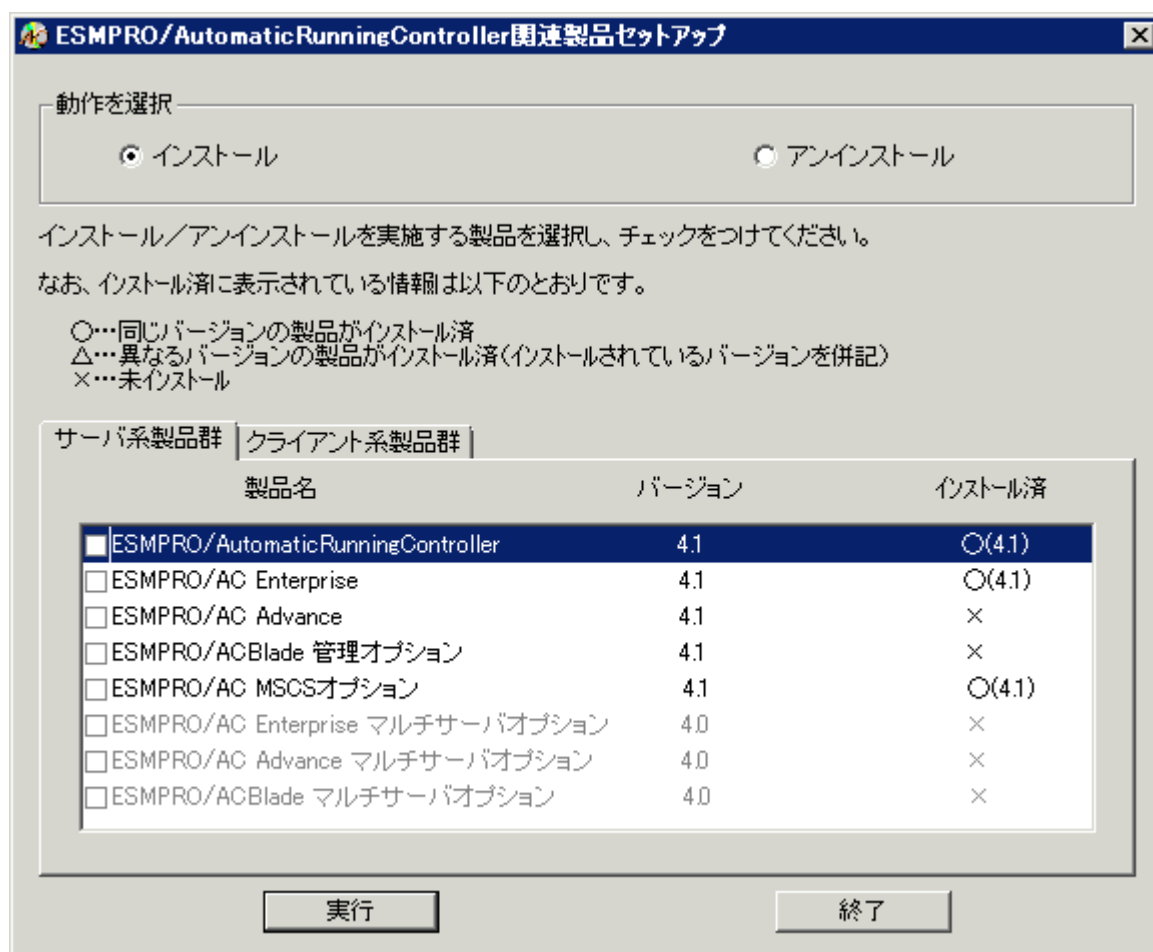 ESMPRO/AutomaticRunningController関連製品セットアップ
動作を選択
インストール アンインストール
インストール／アンインストールを実施する製品を選択し、チェックをつけてください。
なお、インストール済に表示されている情報は以下のとおりです。
○…同じバージョンの製品がインストール済
△…異なるバージョンの製品がインストール済(インストールされているバージョンを併記)
×…未インストール
サーバ系製品群 クライアント系製品群
製品名 バージョン インストール済
ESMPRO/AutomaticRunningController 4.1 ○(4.1)
ESMPRO/AC Enterprise 4.1 ○(4.1)
ESMPRO/AC Advance 4.1 ×
ESMPRO/ACBlade 管理オプション 4.1 ×
ESMPRO/AC MSCSオプション 4.1 ○(4.1)
ESMPRO/AC Enterprise マルチサーバオプション 4.0 ×
ESMPRO/AC Advance マルチサーバオプション 4.0 ×
ESMPRO/ACBlade マルチサーバオプション 4.0 ×
実行 終了